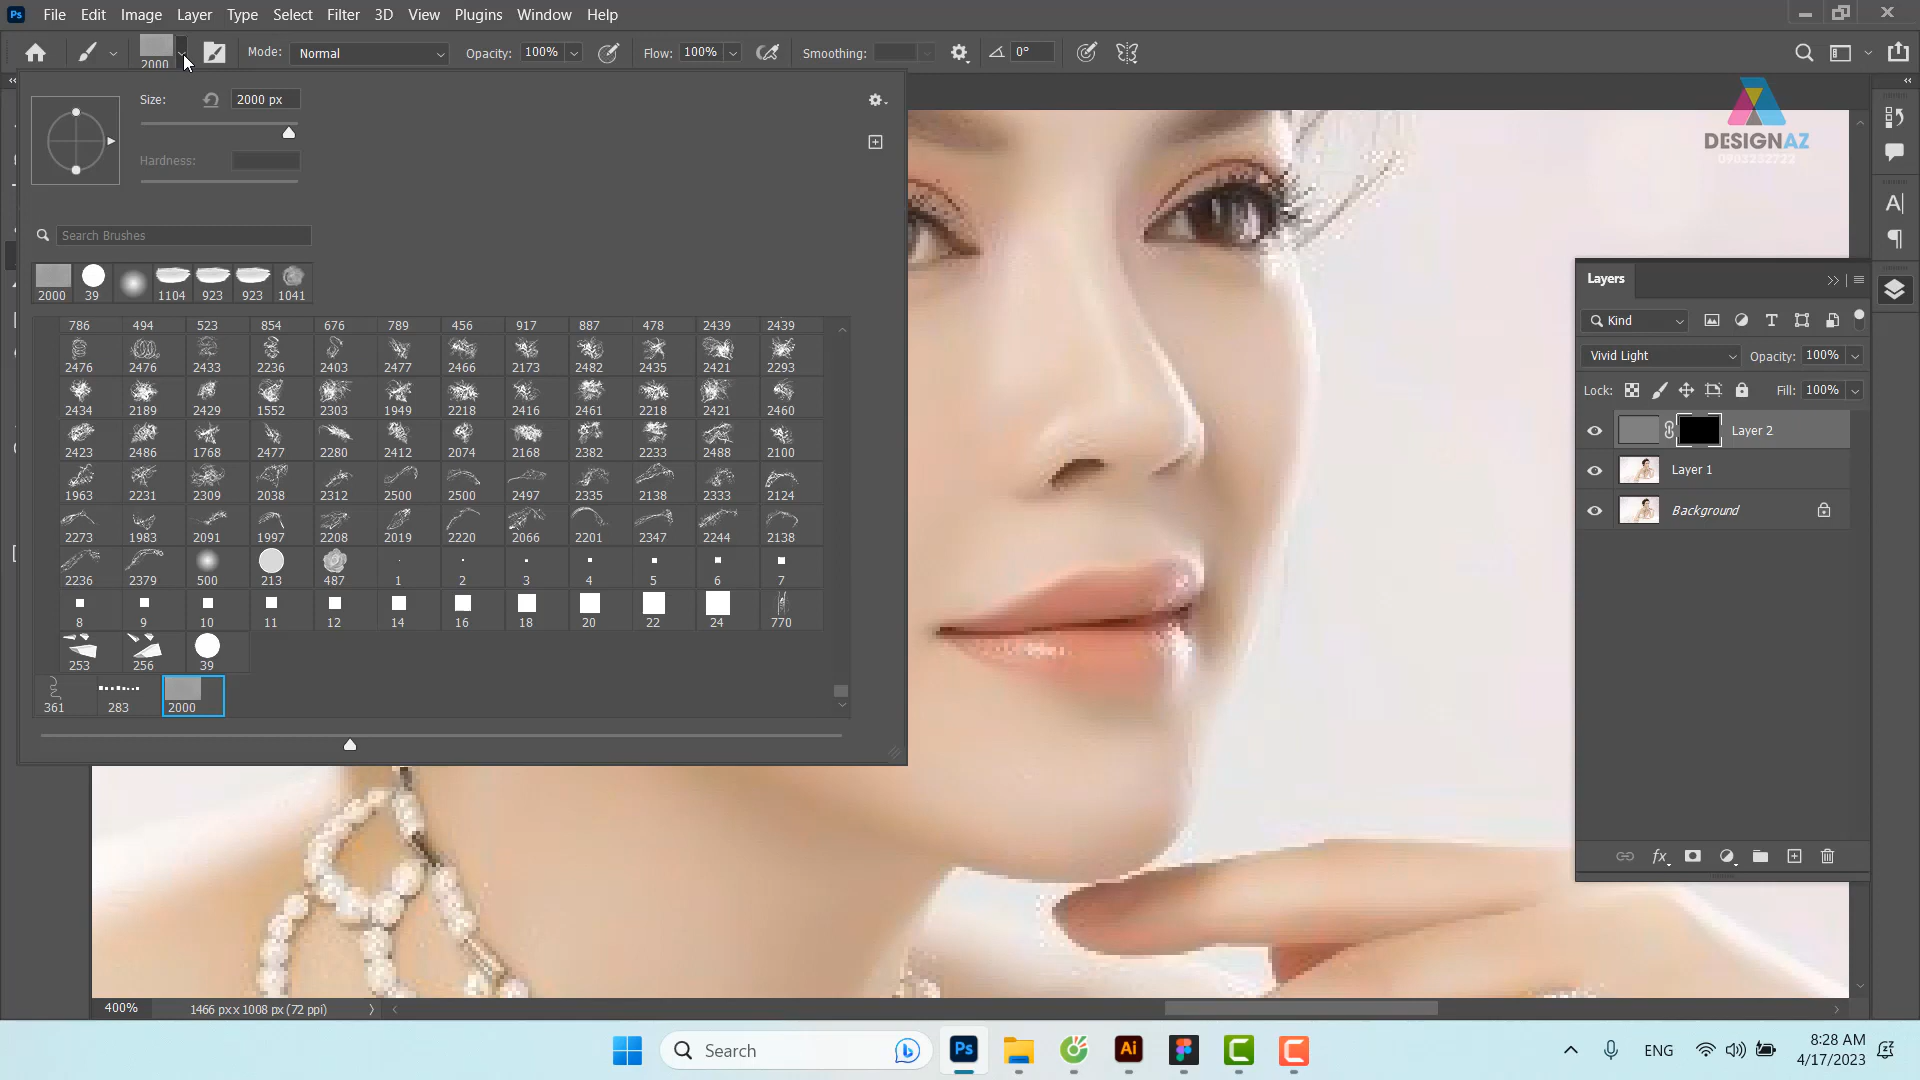 Ps File Edit Image Layer Type Select Filter 3D View Plugins Window Help
2000 Mode: Normal Opacity: 100% Flow: 100% Smoothing: 0°
Size: 2000 px
Hardness:
Search Brushes
2000 39 1104 923 923 1041
786 494 523 854 676 789 456 917 887 478 2439 2439
2476 2476 2433 2236 2403 2477 2466 2173 2482 2435 2421 2293
2434 2189 2429 1552 2303 1949 2218 2416 2461 2218 2421 2460
2423 2486 1768 2477 2280 2412 2074 2168 2382 2233 2488 2100
1963 2231 2309 2038 2312 2500 2500 2497 2335 2138 2333 2124
2273 1983 2091 1997 2208 2019 2220 2066 2201 2347 2244 2138
2236 2379 500 213 487 1 2 3 4 5 6 7
8 9 10 11 12 14 16 18 20 22 24 770
253 256 39
361 283 2000
DESIGNAZ
0983252722
Layers
Kind
Vivid Light Opacity: 100%
Lock: Fill: 100%
Layer 2
Layer 1
Background
fx
400% 1466 px x 1008 px (72 ppi)
Search Ps Ai ENG 8:28 AM
4/17/2023